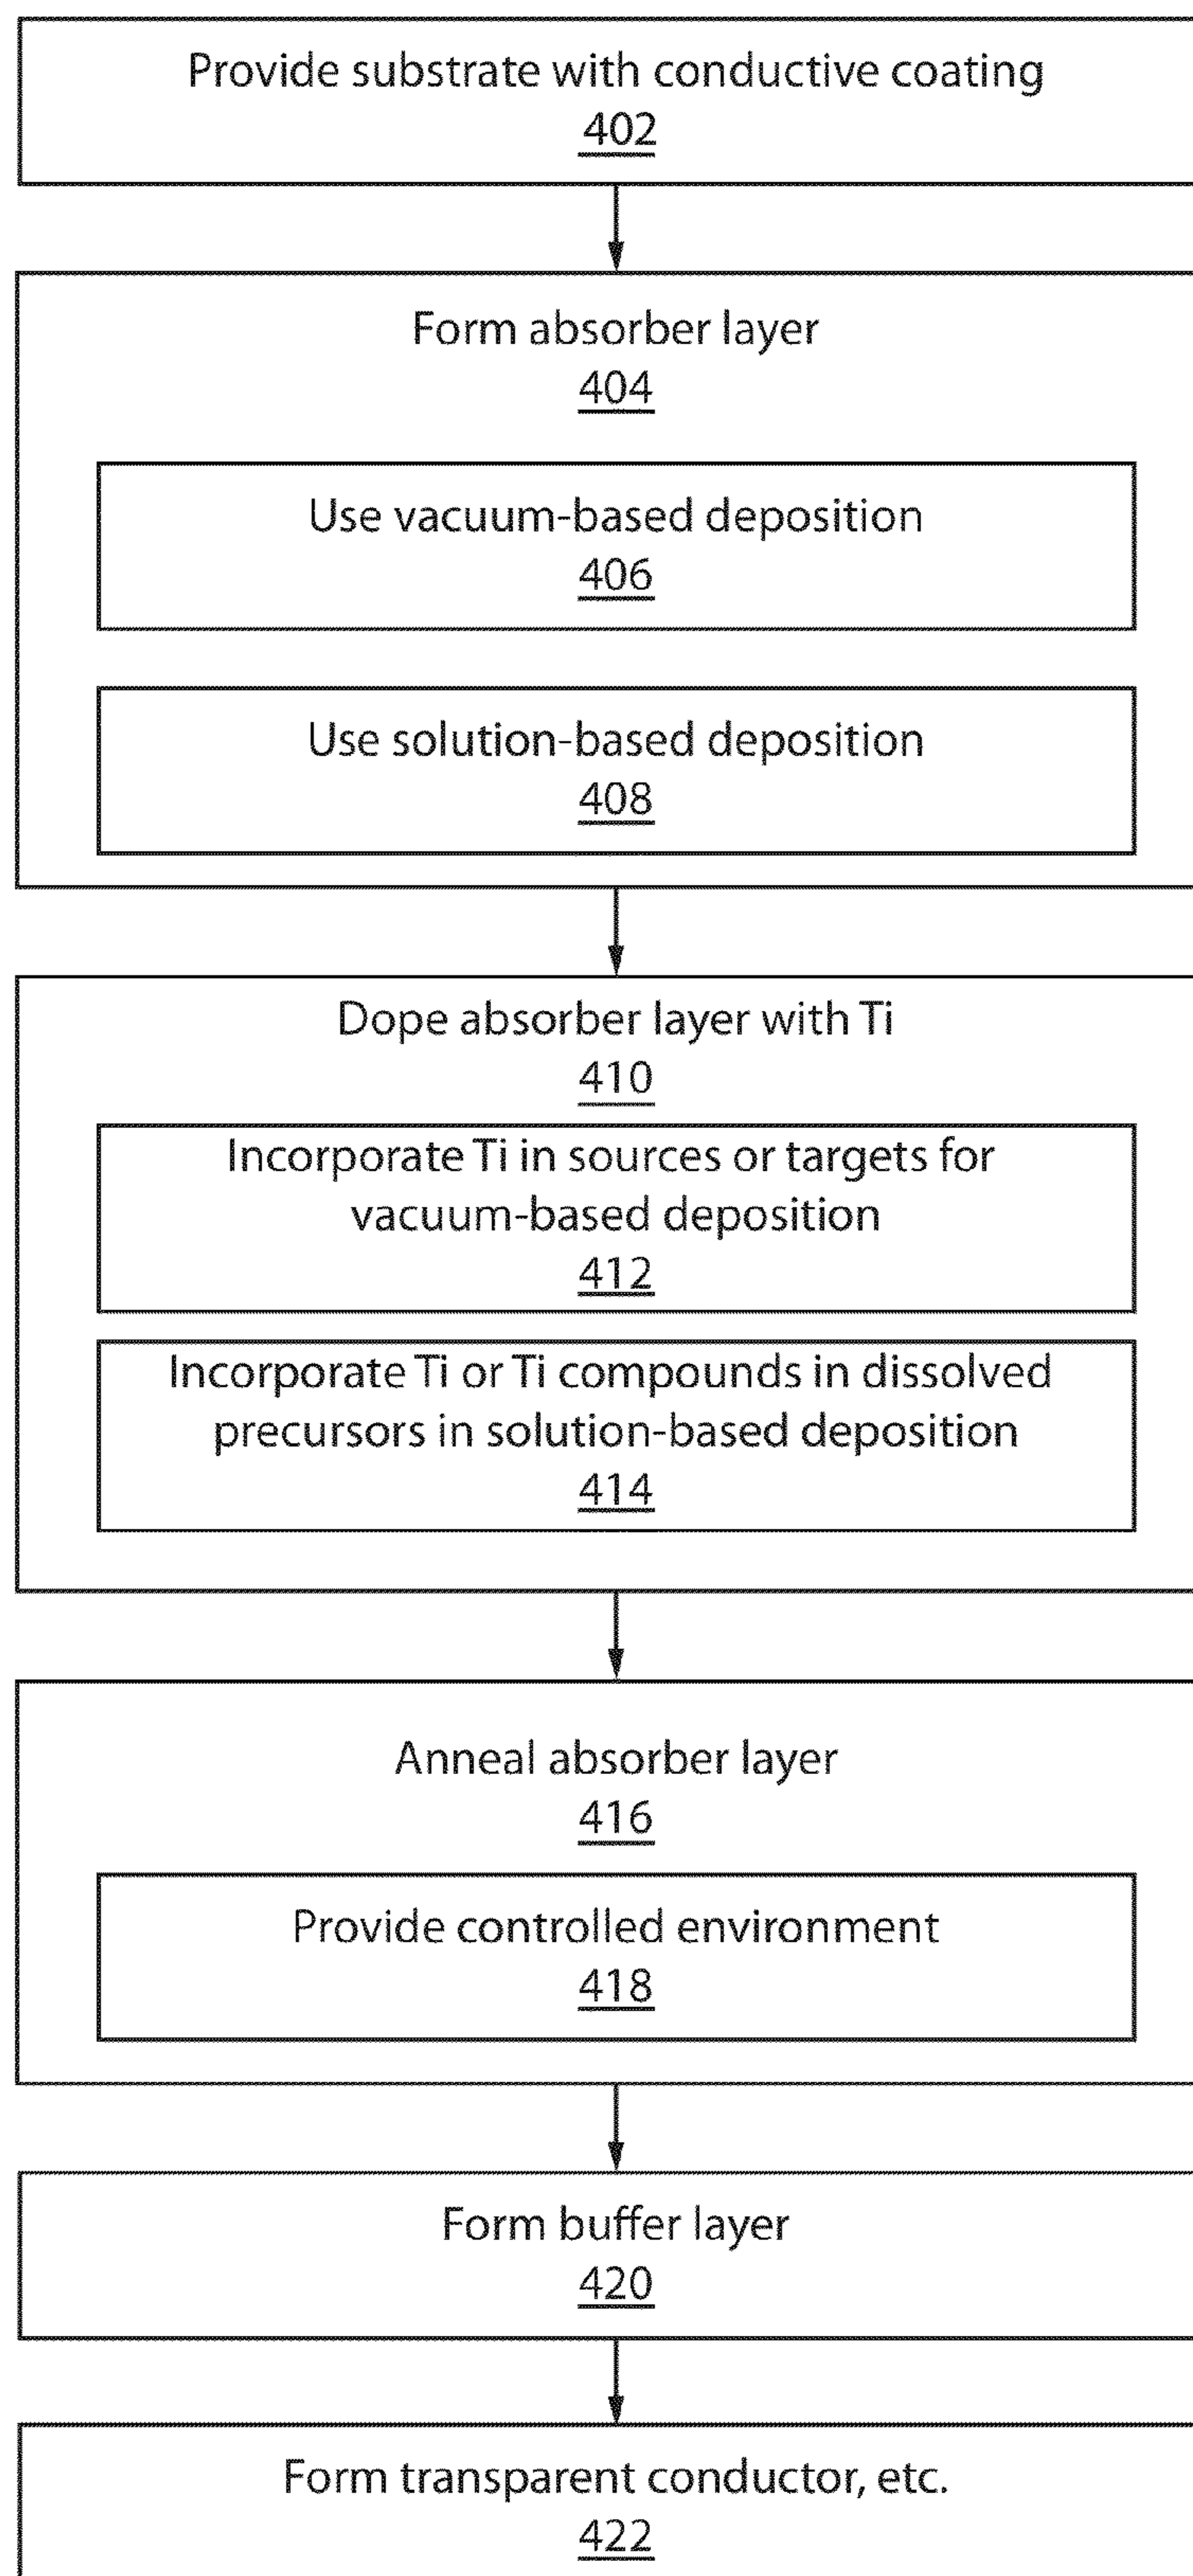 Provide substrate with conductive coating
402
Form absorber layer
404
Use vacuum-based deposition
406
Use solution-based deposition
408
Dope absorber layer with Ti
410
Incorporate Ti in sources or targets for
vacuum-based deposition
412
Incorporate Ti or Ti compounds in dissolved
precursors in solution-based deposition
414
Anneal absorber layer
416
Provide controlled environment
418
Form buffer layer
420
Form transparent conductor, etc.
422